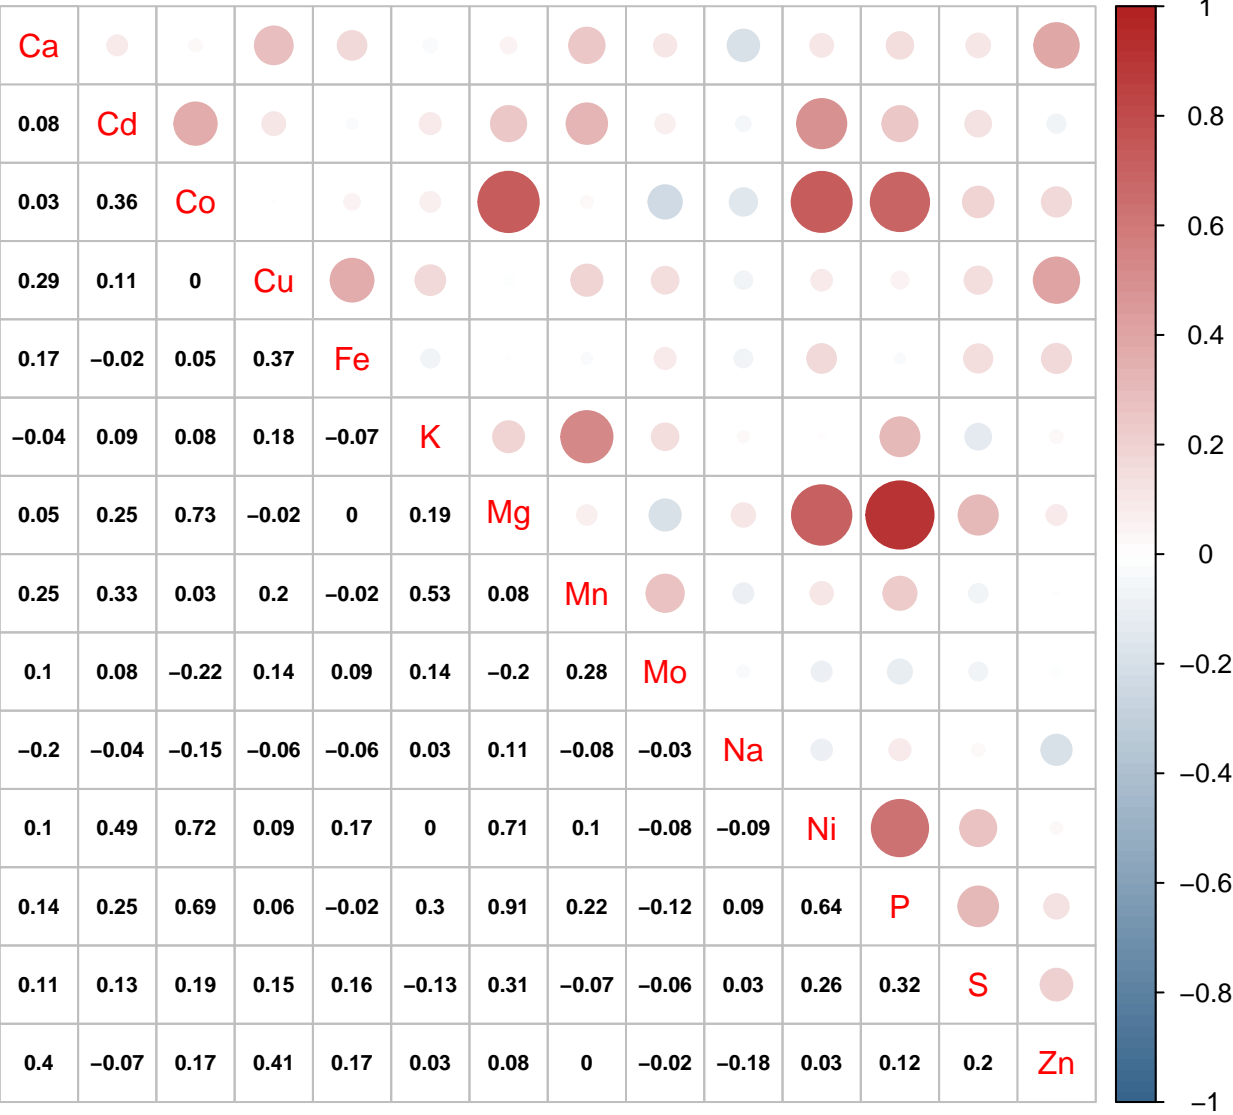 Ca
0.08 Cd
0.03 0.36 Co
0.29 0.11 0 Cu
0.17 −0.02 0.05 0.37 Fe
−0.04 0.09 0.08 0.18 −0.07 K
0.05 0.25 0.73 −0.02 0 0.19 Mg
0.25 0.33 0.03 0.2 −0.02 0.53 0.08 Mn
0.1 0.08 −0.22 0.14 0.09 0.14 −0.2 0.28 Mo
−0.2 −0.04 −0.15 −0.06 −0.06 0.03 0.11 −0.08 −0.03 Na
0.1 0.49 0.72 0.09 0.17 0 0.71 0.1 −0.08 −0.09 Ni
0.14 0.25 0.69 0.06 −0.02 0.3 0.91 0.22 −0.12 0.09 0.64 P
0.11 0.13 0.19 0.15 0.16 −0.13 0.31 −0.07 −0.06 0.03 0.26 0.32 S
0.4 −0.07 0.17 0.41 0.17 0.03 0.08 0 −0.02 −0.18 0.03 0.12 0.2 Zn
1
0.8
0.6
0.4
0.2
0
−0.2
−0.4
−0.6
−0.8
−1